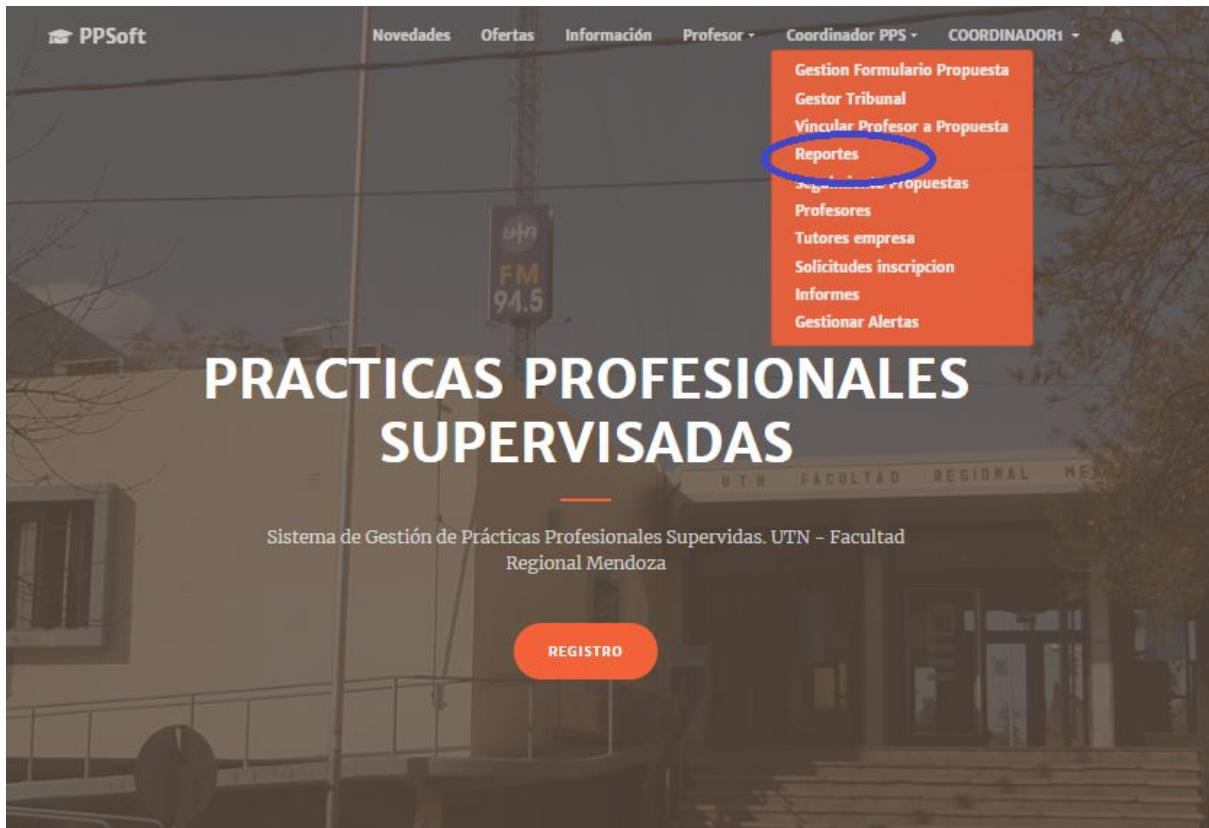 PPSoft
Novedades Ofertas Información Profesor Coordinador PPS COORDINADOR1
Gestion Formulario Propuesta
Gestor Tribunal
Vincular Profesor a Propuesta
Reportes
Seguimiento Propuestas
Profesores
Tutores empresa
Solicitudes inscripcion
Informes
Gestionar Alertas
utn
FM
94.5
PRACTICAS PROFESIONALES
SUPERVISADAS
UTN FACULTAD REGIONAL
Sistema de Gestión de Prácticas Profesionales Supervidas. UTN – Facultad
Regional Mendoza
REGISTRO